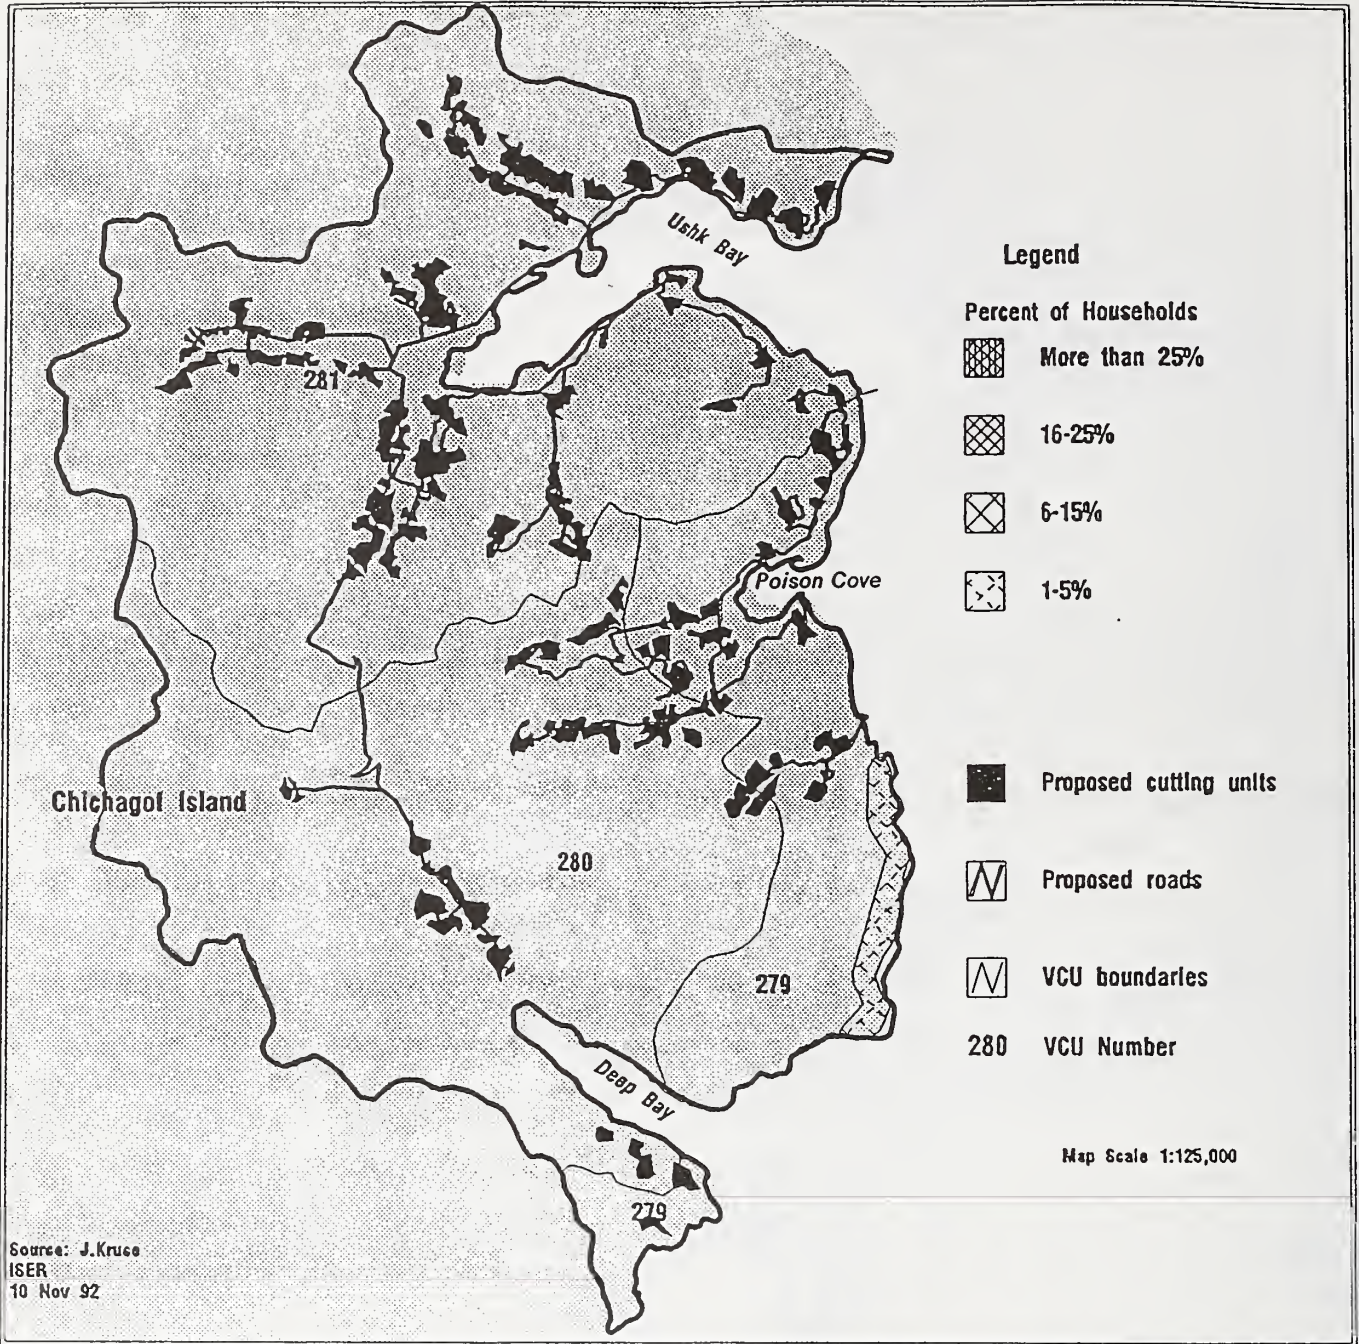 Ushk Bay
281
Poison Cove
Chichagof Island
280
279
Deep Bay
279
Legend
Percent of Households
More than 25%
16-25%
6-15%
1-5%
Proposed cutting units
Proposed roads
VCU boundaries
280 VCU Number
Map Scale 1:125,000
Source: J.Kruse
ISER
10 Nov 92